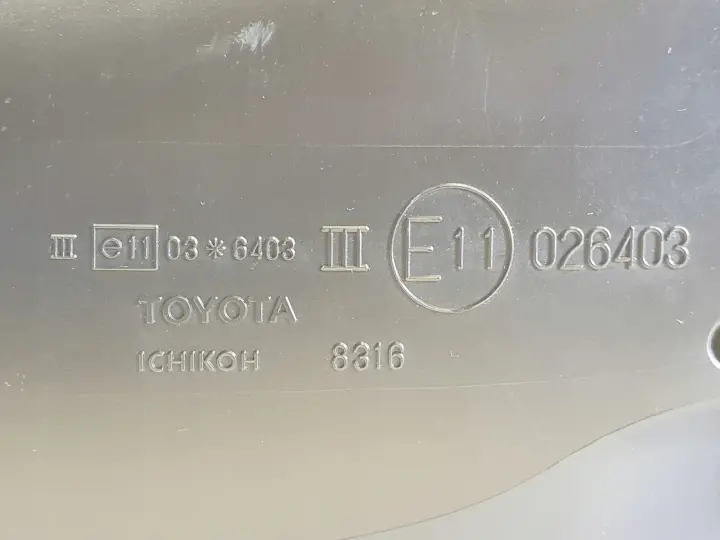 III e11 03*6403 III E11 026403
TOYOTA
ICHIKOH 8316